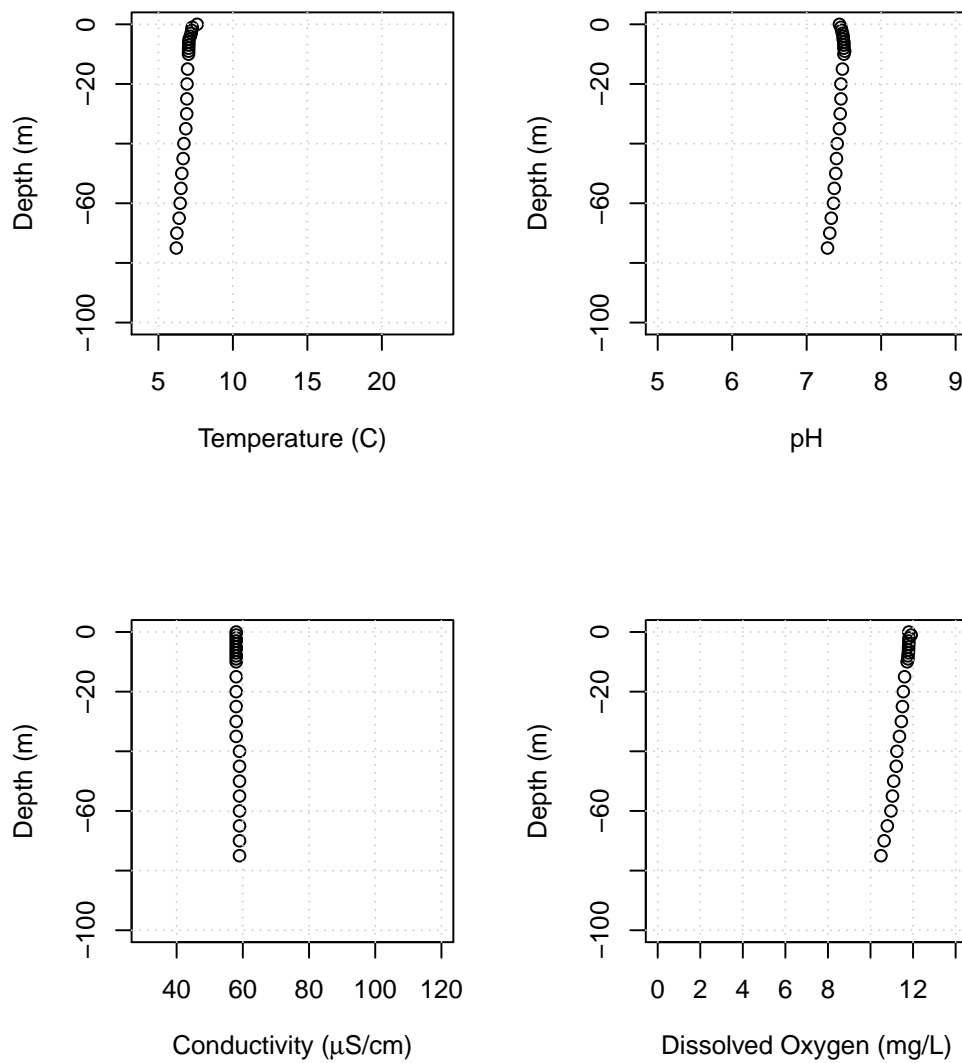 0
−20
−60
−100
Depth (m)
5 10 15 20
Temperature (C)
0
−20
−60
−100
Depth (m)
5 6 7 8 9
pH
0
−20
−60
−100
Depth (m)
40 60 80 100 120
Conductivity (μS/cm)
0
−20
−60
−100
Depth (m)
0 2 4 6 8 12
Dissolved Oxygen (mg/L)